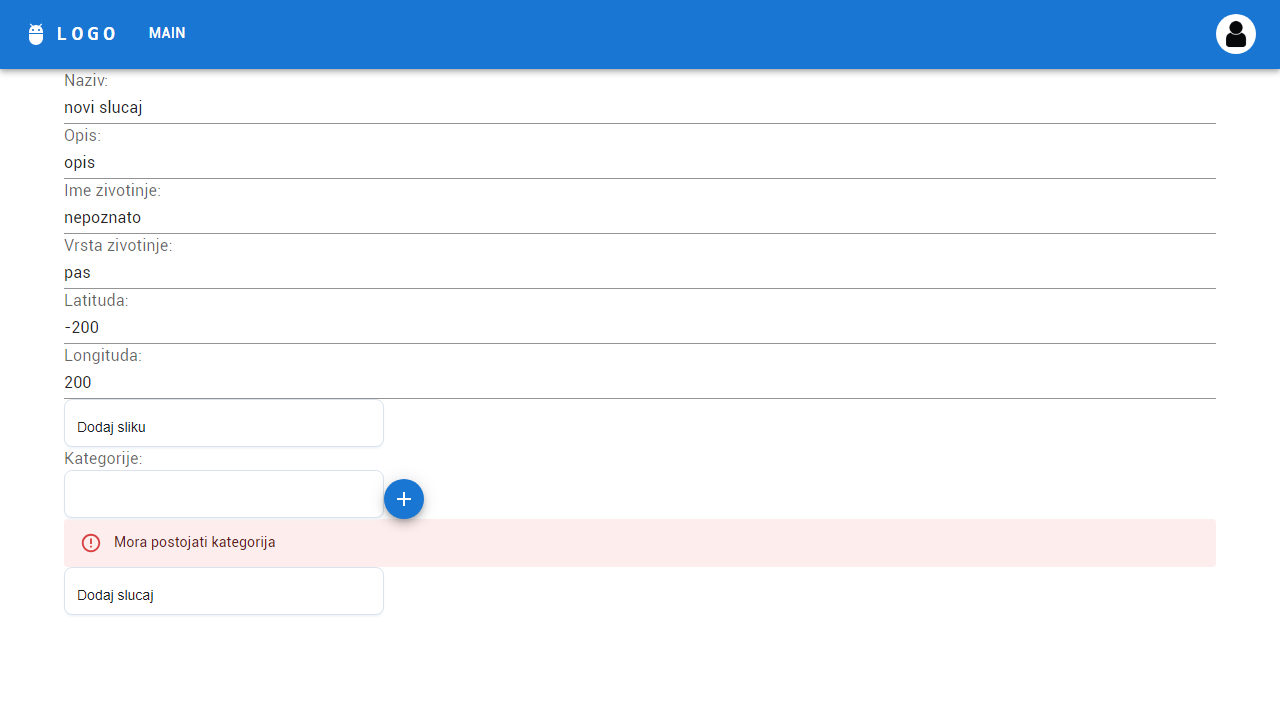 LOGO MAIN
Naziv:
novi slucaj
Opis:
opis
Ime zivotinje:
nepoznato
Vrsta zivotinje:
pas
Latituda:
-200
Longituda:
200
Dodaj sliku
Kategorije:
Mora postojati kategorija
Dodaj slucaj